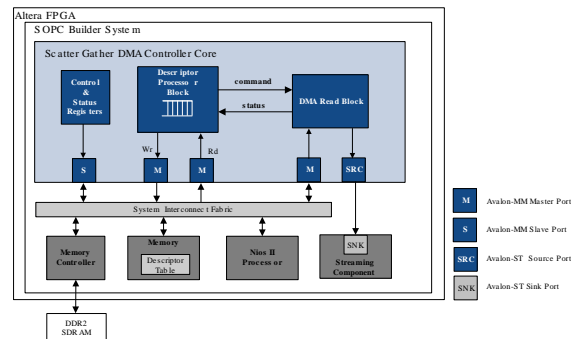 Altera FPGA
SOPC Builder System
Scatter Gather DMA Controller Core
Control
&
Status
Registers
Descriptor
Processor
Block
command
status
DMA Read Block
Wr
Rd
S
M
M
M
SRC
System Interconnect Fabric
Memory
Controller
Memory
Descriptor
Table
Nios II
Processor
SNK
Streaming
Component
DDR2
SDRAM
M
Avalon-MM Master Port
S
Avalon-MM Slave Port
SRC
Avalon-ST Source Port
SNK
Avalon-ST Sink Port